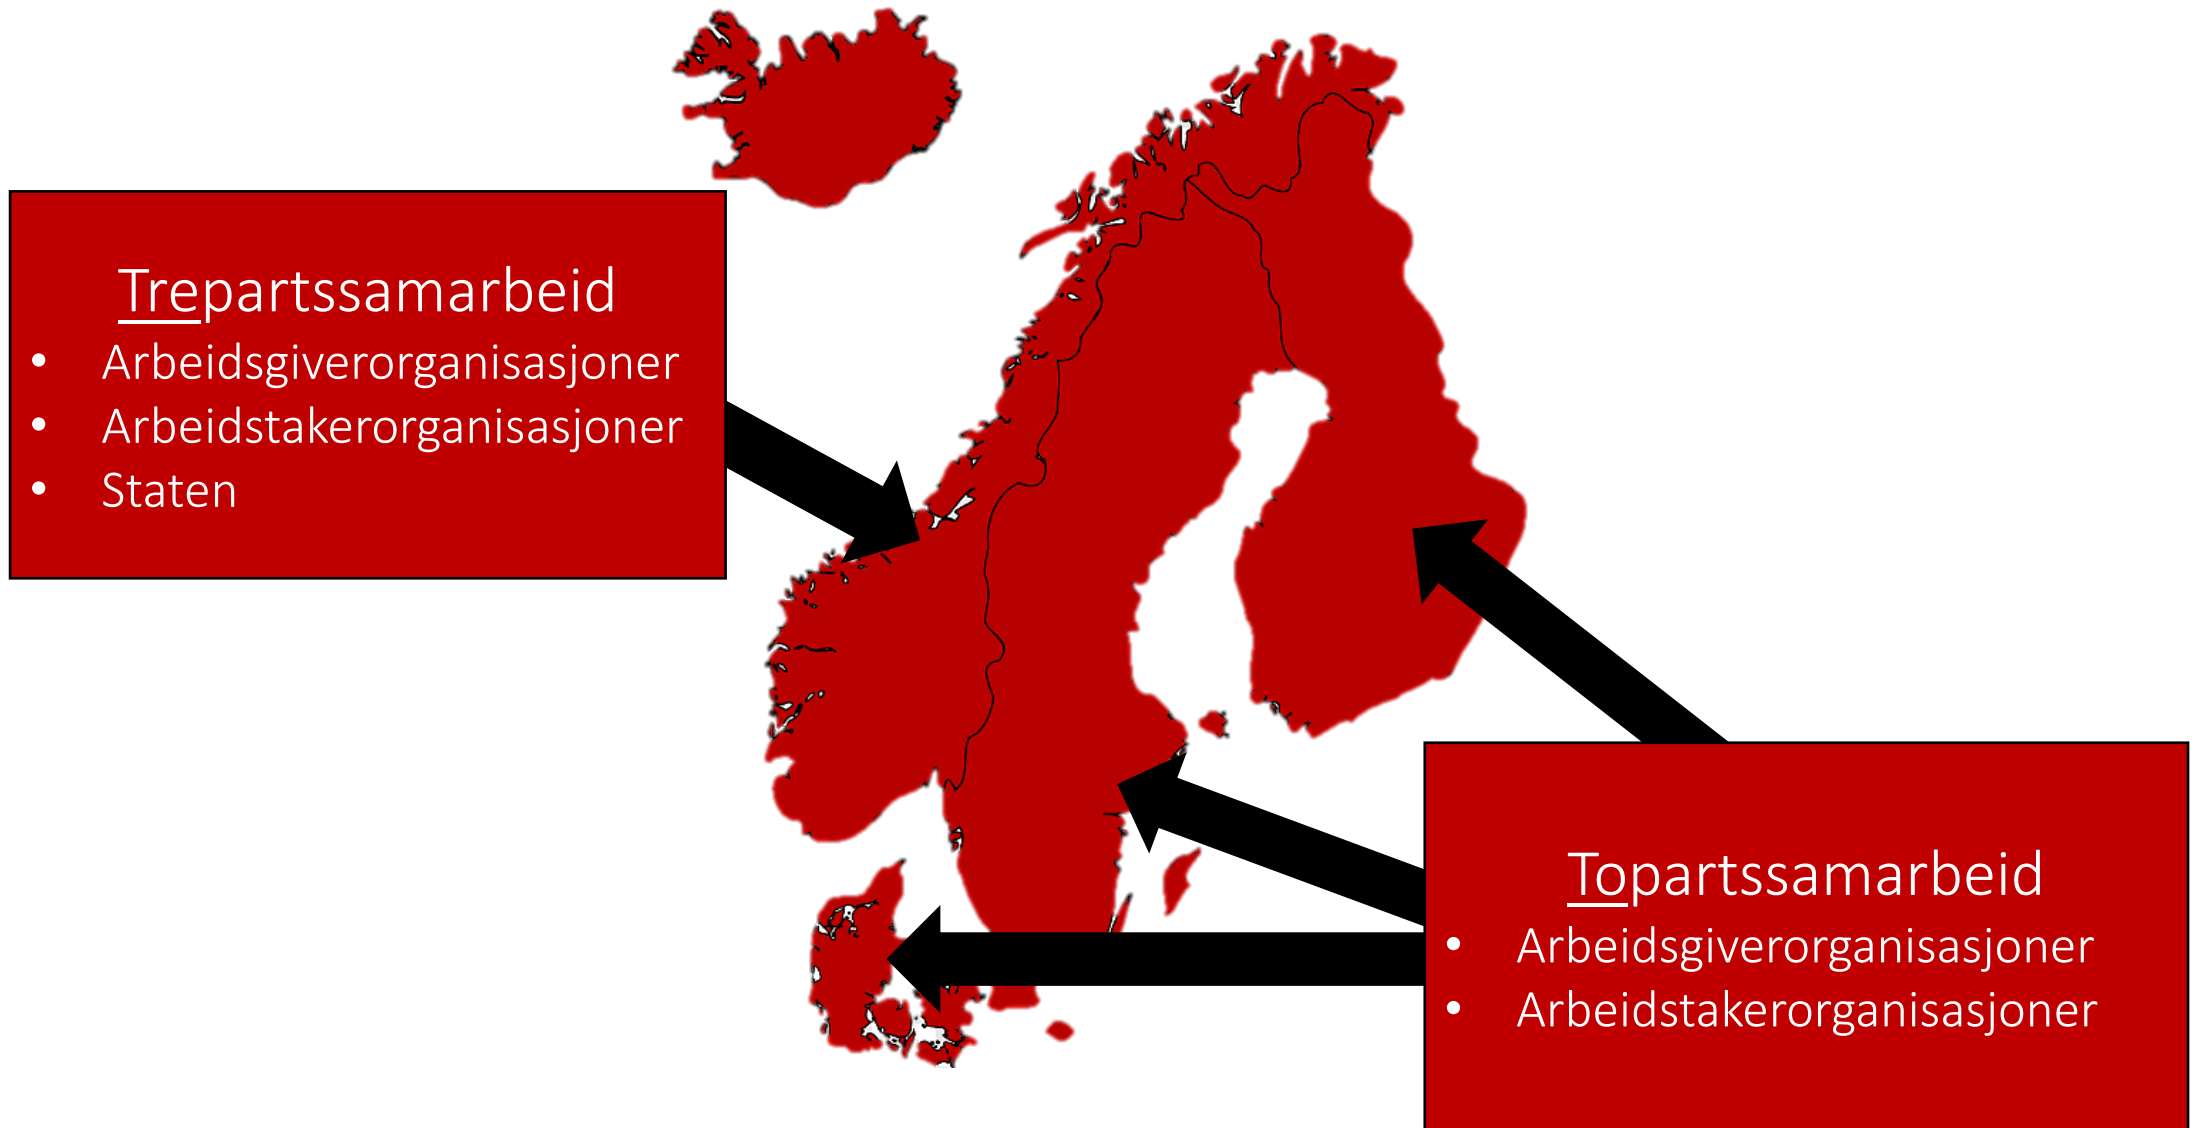 Trepartssamarbeid
• Arbeidsgiverorganisasjoner
• Arbeidstakerorganisasjoner
• Staten
Topartssamarbeid
• Arbeidsgiverorganisasjoner
• Arbeidstakerorganisasjoner